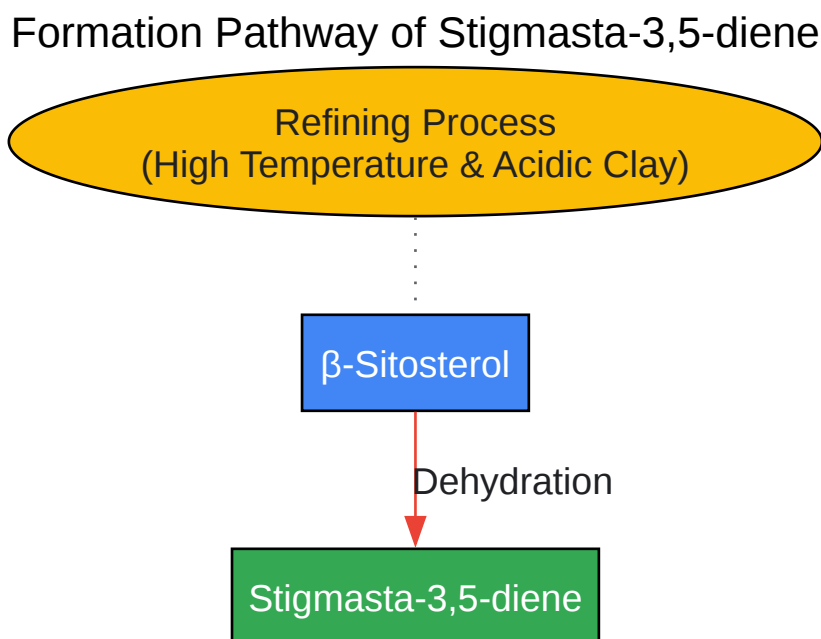 Formation Pathway of Stigmasta-3,5-diene
Refining Process
(High Temperature & Acidic Clay)
β-Sitosterol
Dehydration
Stigmasta-3,5-diene